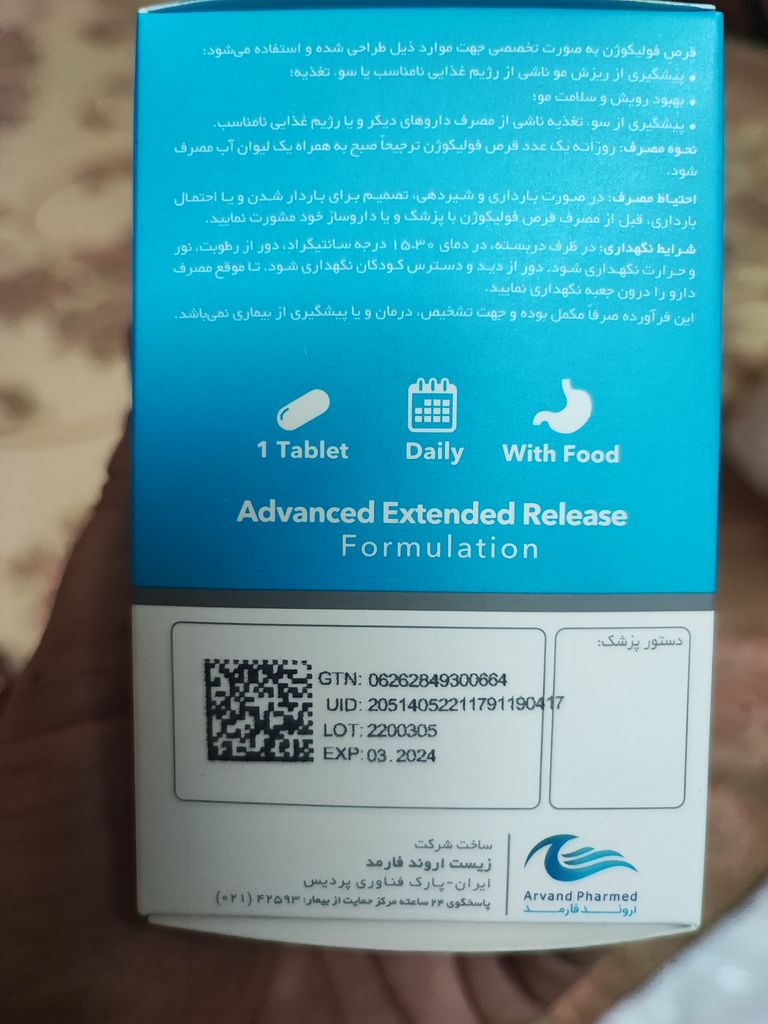 قرص فولیکوژن به صورت تخصصی جهت موارد ذیل طراحی شده و استفاده می‌شود:
• پیشگیری از ریزش مو ناشی از رژیم غذایی نامناسب یا سوء تغذیه؛
• بهبود رویش و سلامت مو؛
• پیشگیری از سوء تغذیه ناشی از مصرف داروهای دیگر و یا رژیم غذایی نامناسب.
نحوه مصرف: روزانه یک عدد قرص فولیکوژن ترجیحاً صبح به همراه یک لیوان آب مصرف
شود.
احتیاط مصرف: در صورت بارداری و شیردهی، تصمیم برای باردار شدن و یا احتمال
بارداری، قبل از مصرف قرص فولیکوژن با پزشک و یا داروساز خود مشورت نمایید.
شرایط نگهداری: در ظرف دربسته، در دمای ۱۵-۳۰ درجه سانتیگراد، دور از رطوبت، نور
و حرارت نگهداری شود. دور از دید و دسترس کودکان نگهداری شود. تا موقع مصرف
دارو را درون جعبه نگهداری نمایید.
این فرآورده صرفاً مکمل بوده و جهت تشخیص، درمان و یا پیشگیری از بیماری نمی‌باشد.
1 Tablet Daily With Food
Advanced Extended Release
Formulation
دستور پزشک:
GTN: 06262849300664
UID: 20514052211791190417
LOT: 2200305
EXP: 03.2024
ساخت شرکت
زیست اروند فارمد
ایران-پارک فناوری پردیس
پاسخگوی ۲۴ ساعته مرکز حمایت از بیمار: ۴۲۵۹۳ (۰۲۱)
Arvand Pharmed
اروند فارمد